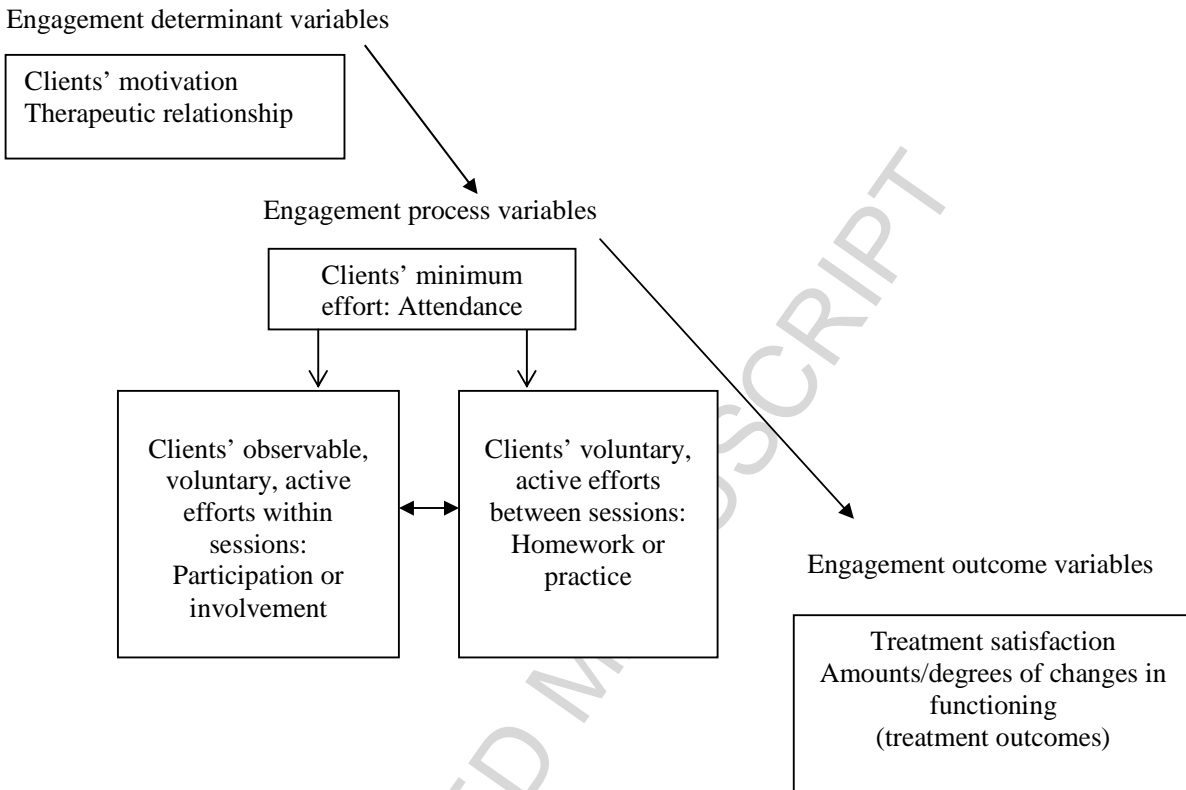 Engagement determinant variables
Clients’ motivation
Therapeutic relationship
Engagement process variables
Clients’ minimum
effort: Attendance
Clients’ observable,
voluntary, active
efforts within
sessions:
Participation or
involvement
Clients’ voluntary,
active efforts
between sessions:
Homework or
practice
Engagement outcome variables
Treatment satisfaction
Amounts/degrees of changes in
functioning
(treatment outcomes)